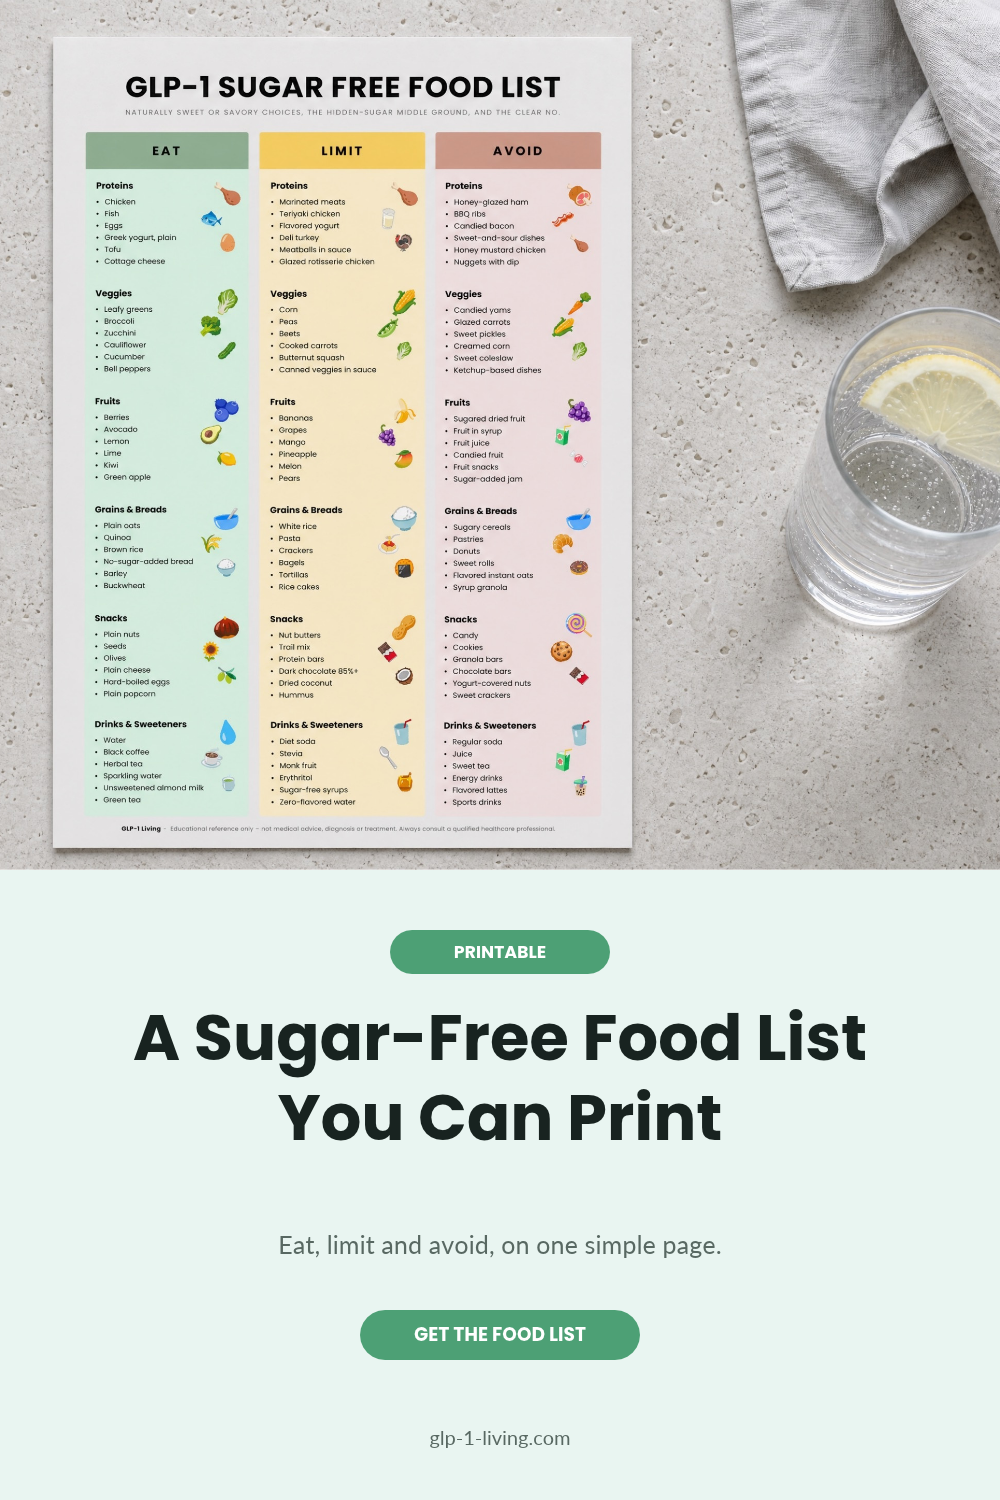 GLP-1 SUGAR FREE FOOD LIST
NATURALLY SWEET OR SAVORY CHOICES, THE HIDDEN-SUGAR MIDDLE GROUND, AND THE CLEAR NO.
EAT
Proteins
• Chicken
• Fish
• Eggs
• Greek yogurt, plain
• Tofu
• Cottage cheese
Veggies
• Leafy greens
• Broccoli
• Zucchini
• Cauliflower
• Cucumber
• Bell peppers
Fruits
• Berries
• Avocado
• Lemon
• Lime
• Kiwi
• Green apple
Grains & Breads
• Plain oats
• Quinoa
• Brown rice
• No-sugar-added bread
• Barley
• Buckwheat
Snacks
• Plain nuts
• Seeds
• Olives
• Plain cheese
• Hard-boiled eggs
• Plain popcorn
Drinks & Sweeteners
• Water
• Black coffee
• Herbal tea
• Sparkling water
• Unsweetened almond milk
• Green tea
LIMIT
Proteins
• Marinated meats
• Teriyaki chicken
• Flavored yogurt
• Deli turkey
• Meatballs in sauce
• Glazed rotisserie chicken
Veggies
• Corn
• Peas
• Beets
• Cooked carrots
• Butternut squash
• Canned veggies in sauce
Fruits
• Bananas
• Grapes
• Mango
• Pineapple
• Melon
• Pears
Grains & Breads
• White rice
• Pasta
• Crackers
• Bagels
• Tortillas
• Rice cakes
Snacks
• Nut butters
• Trail mix
• Protein bars
• Dark chocolate 85%+
• Dried coconut
• Hummus
Drinks & Sweeteners
• Diet soda
• Stevia
• Monk fruit
• Erythritol
• Sugar-free syrups
• Zero-flavored water
AVOID
Proteins
• Honey-glazed ham
• BBQ ribs
• Candied bacon
• Sweet-and-sour dishes
• Honey mustard chicken
• Nuggets with dip
Veggies
• Candied yams
• Glazed carrots
• Sweet pickles
• Creamed corn
• Sweet coleslaw
• Ketchup-based dishes
Fruits
• Sugared dried fruit
• Fruit in syrup
• Fruit juice
• Candied fruit
• Fruit snacks
• Sugar-added jam
Grains & Breads
• Sugary cereals
• Pastries
• Donuts
• Sweet rolls
• Flavored instant oats
• Syrup granola
Snacks
• Candy
• Cookies
• Granola bars
• Chocolate bars
• Yogurt-covered nuts
• Sweet crackers
Drinks & Sweeteners
• Regular soda
• Juice
• Sweet tea
• Energy drinks
• Flavored lattes
• Sports drinks
GLP-1 Living · Educational reference only - not medical advice, diagnosis or treatment. Always consult a qualified healthcare professional.
PRINTABLE
A Sugar-Free Food List
You Can Print
Eat, limit and avoid, on one simple page.
GET THE FOOD LIST
glp-1-living.com